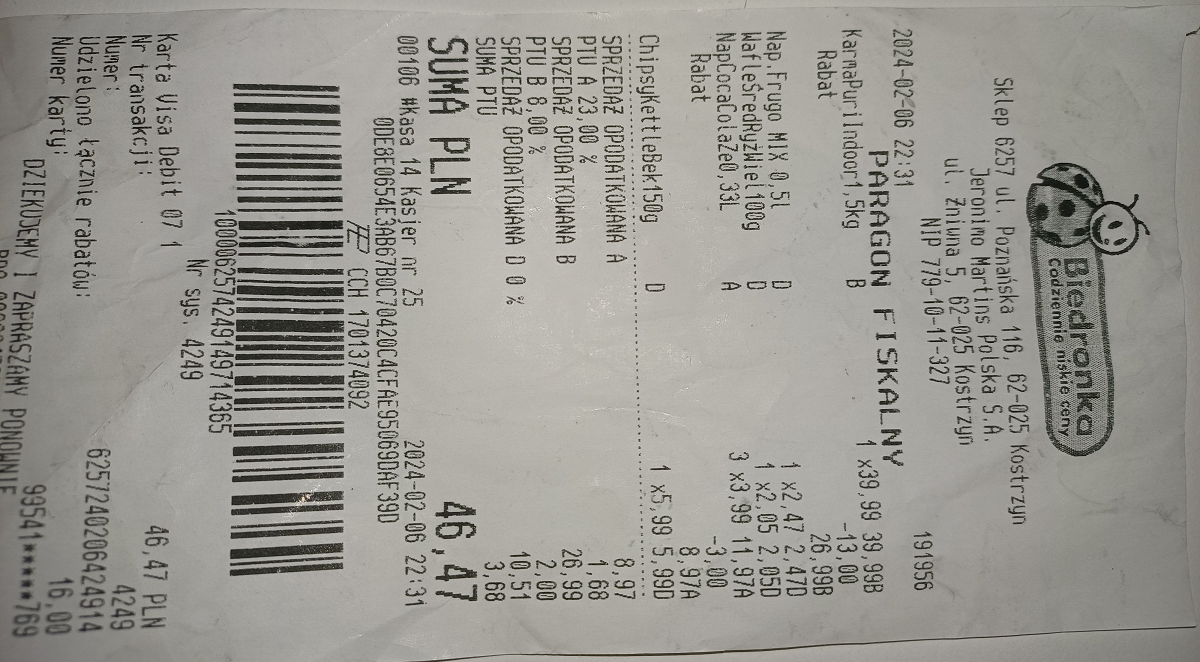 Biedronka
Codziennie niskie ceny
Sklep 6257 ul. Poznańska 116, 62-025 Kostrzyn
Jeronimo Martins Polska S.A.
ul. Żniwna 5, 62-025 Kostrzyn
NIP 779-10-11-327
2024-02-06 22:31 191956
PARAGON FISKALNY
KarmaPuriIndoor1,5kg B 1 x39,99 39,99B
Rabat -13,00
26,99B
Nap.Frugo MIX 0,5l D 1 x2,47 2,47D
WafleŚredRyżWiel100g D 1 x2,05 2,05D
NapCocaColaZe0,33L A 3 x3,99 11,97A
Rabat -3,00
8,97A
ChipsyKettleBek150g D 1 x5,99 5,99D
SPRZEDAŻ OPODATKOWANA A 8,97
PTU A 23,00 % 1,68
SPRZEDAŻ OPODATKOWANA B 26,99
PTU B 8,00 % 2,00
SPRZEDAŻ OPODATKOWANA D 0 % 10,51
SUMA PTU 3,68
SUMA PLN 46,47
00106 #Kasa 14 Kasjer nr 25 2024-02-06 22:31
0DE8E0654E3AB67B0C70420C4CFAE95069DAF39D
CCH 1701374092
1000062574249149714365
Nr sys. 4249
Karta Visa Debit 07 1 46,47 PLN
Nr transakcji: 4249
Numer: 6257240206424914
Udzielono łącznie rabatów: 16,00
Numer karty: 99541****769
DZIEKUJEMY I ZAPRASZAMY PONOWNIE